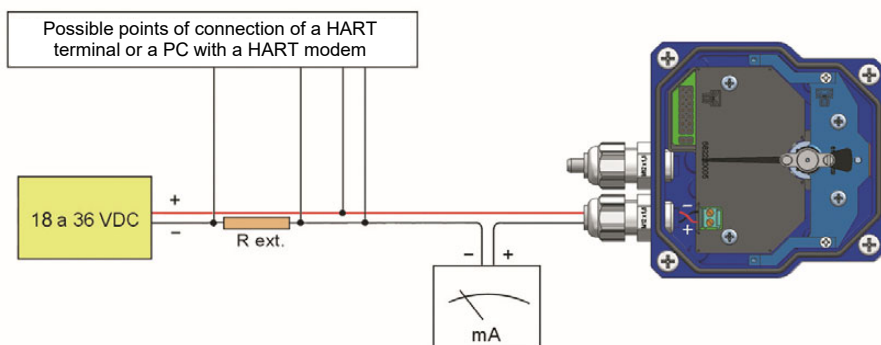 Possible points of connection of a HART
terminal or a PC with a HART modem
18 a 36 VDC
+
−
R ext.
− +
mA
−
+